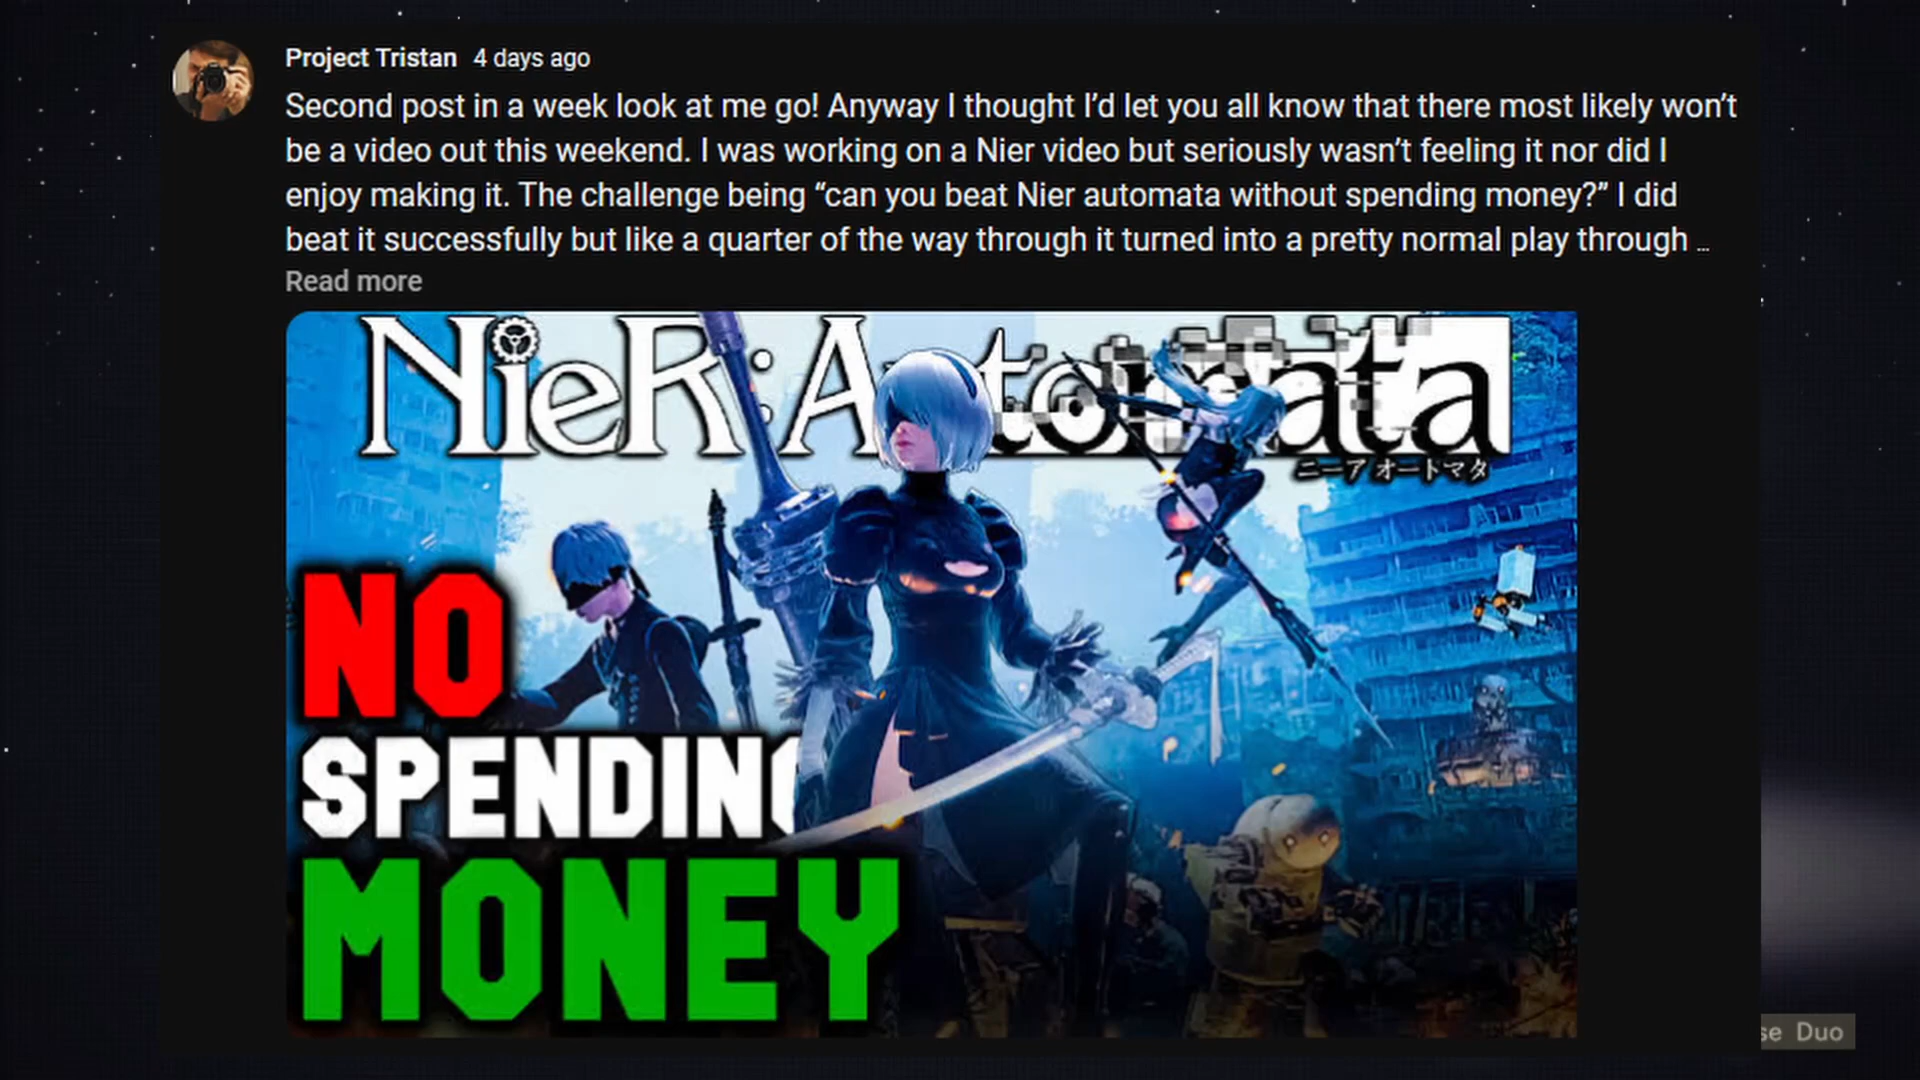 Project Tristan 4 days ago
Second post in a week look at me go! Anyway I thought I’d let you all know that there most likely won’t
be a video out this weekend. I was working on a Nier video but seriously wasn’t feeling it nor did I
enjoy making it. The challenge being “can you beat Nier automata without spending money?” I did
beat it successfully but like a quarter of the way through it turned into a pretty normal play through ...
Read more
NieR:Automata
ニーア オートマタ
NO
SPENDING
MONEY
se Duo